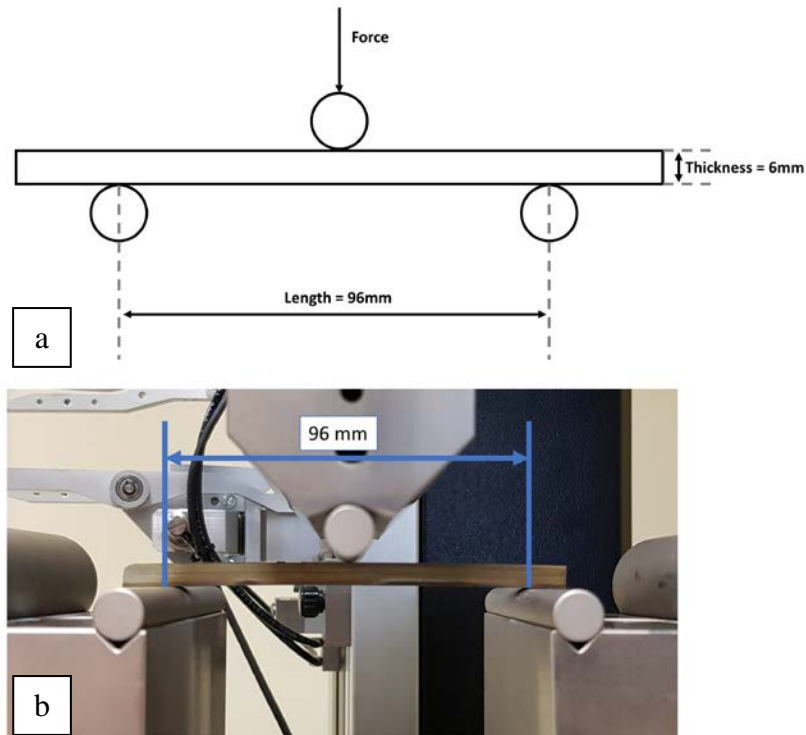 Force
Thickness = 6mm
Length = 96mm
a
96 mm
b